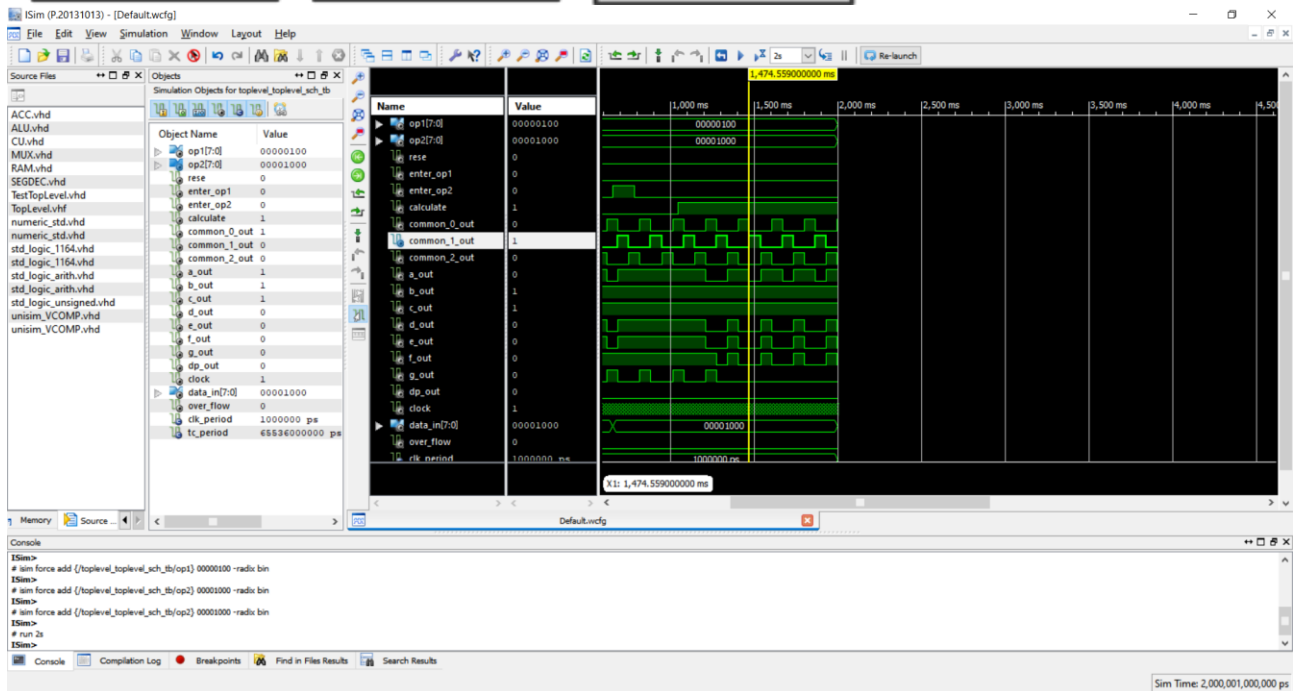 ISim (P.20131013) - [Default.wcfg]
File Edit View Simulation Window Layout Help
2s Re-launch
Source Files
ACC.vhd
ALU.vhd
CU.vhd
MUX.vhd
RAM.vhd
SEGDEC.vhd
TestTopLevel.vhd
TopLevel.vhf
numeric_std.vhd
numeric_std.vhd
std_logic_1164.vhd
std_logic_1164.vhd
std_logic_arith.vhd
std_logic_arith.vhd
std_logic_unsigned.vhd
unisim_VCOMP.vhd
unisim_VCOMP.vhd
Memory Source ...
Objects
Simulation Objects for toplevel_toplevel_sch_tb
Object Name Value
op1[7:0] 00000100
op2[7:0] 00001000
rese 0
enter_op1 0
enter_op2 0
calculate 1
common_0_out 1
common_1_out 0
common_2_out 0
a_out 1
b_out 1
c_out 1
d_out 0
e_out 0
f_out 0
g_out 0
dp_out 0
clock 1
data_in[7:0] 00001000
over_flow 0
clk_period 1000000 ps
tc_period 65536000000 ps
1,474.559000000 ms
1,000 ms 1,500 ms 2,000 ms 2,500 ms 3,000 ms 3,500 ms 4,000 ms 4,50
Name Value
op1[7:0] 00000100 00000100
op2[7:0] 00001000 00001000
rese 0
enter_op1 0
enter_op2 0
calculate 1
common_0_out 0
common_1_out 1
common_2_out 0
a_out 0
b_out 1
c_out 1
d_out 0
e_out 0
f_out 0
g_out 0
dp_out 0
clock 1
data_in[7:0] 00001000 00001000
over_flow 0
clk_period 1000000 ps 1000000 ps
X1: 1,474.559000000 ms
Default.wcfg
Console
ISim>
# isim force add {/toplevel_toplevel_sch_tb/op1} 00000100 -radix bin
ISim>
# isim force add {/toplevel_toplevel_sch_tb/op2} 00001000 -radix bin
ISim>
# isim force add {/toplevel_toplevel_sch_tb/op2} 00001000 -radix bin
ISim>
# run 2s
ISim>
Console Compilation Log Breakpoints Find in Files Results Search Results
Sim Time: 2,000,001,000,000 ps